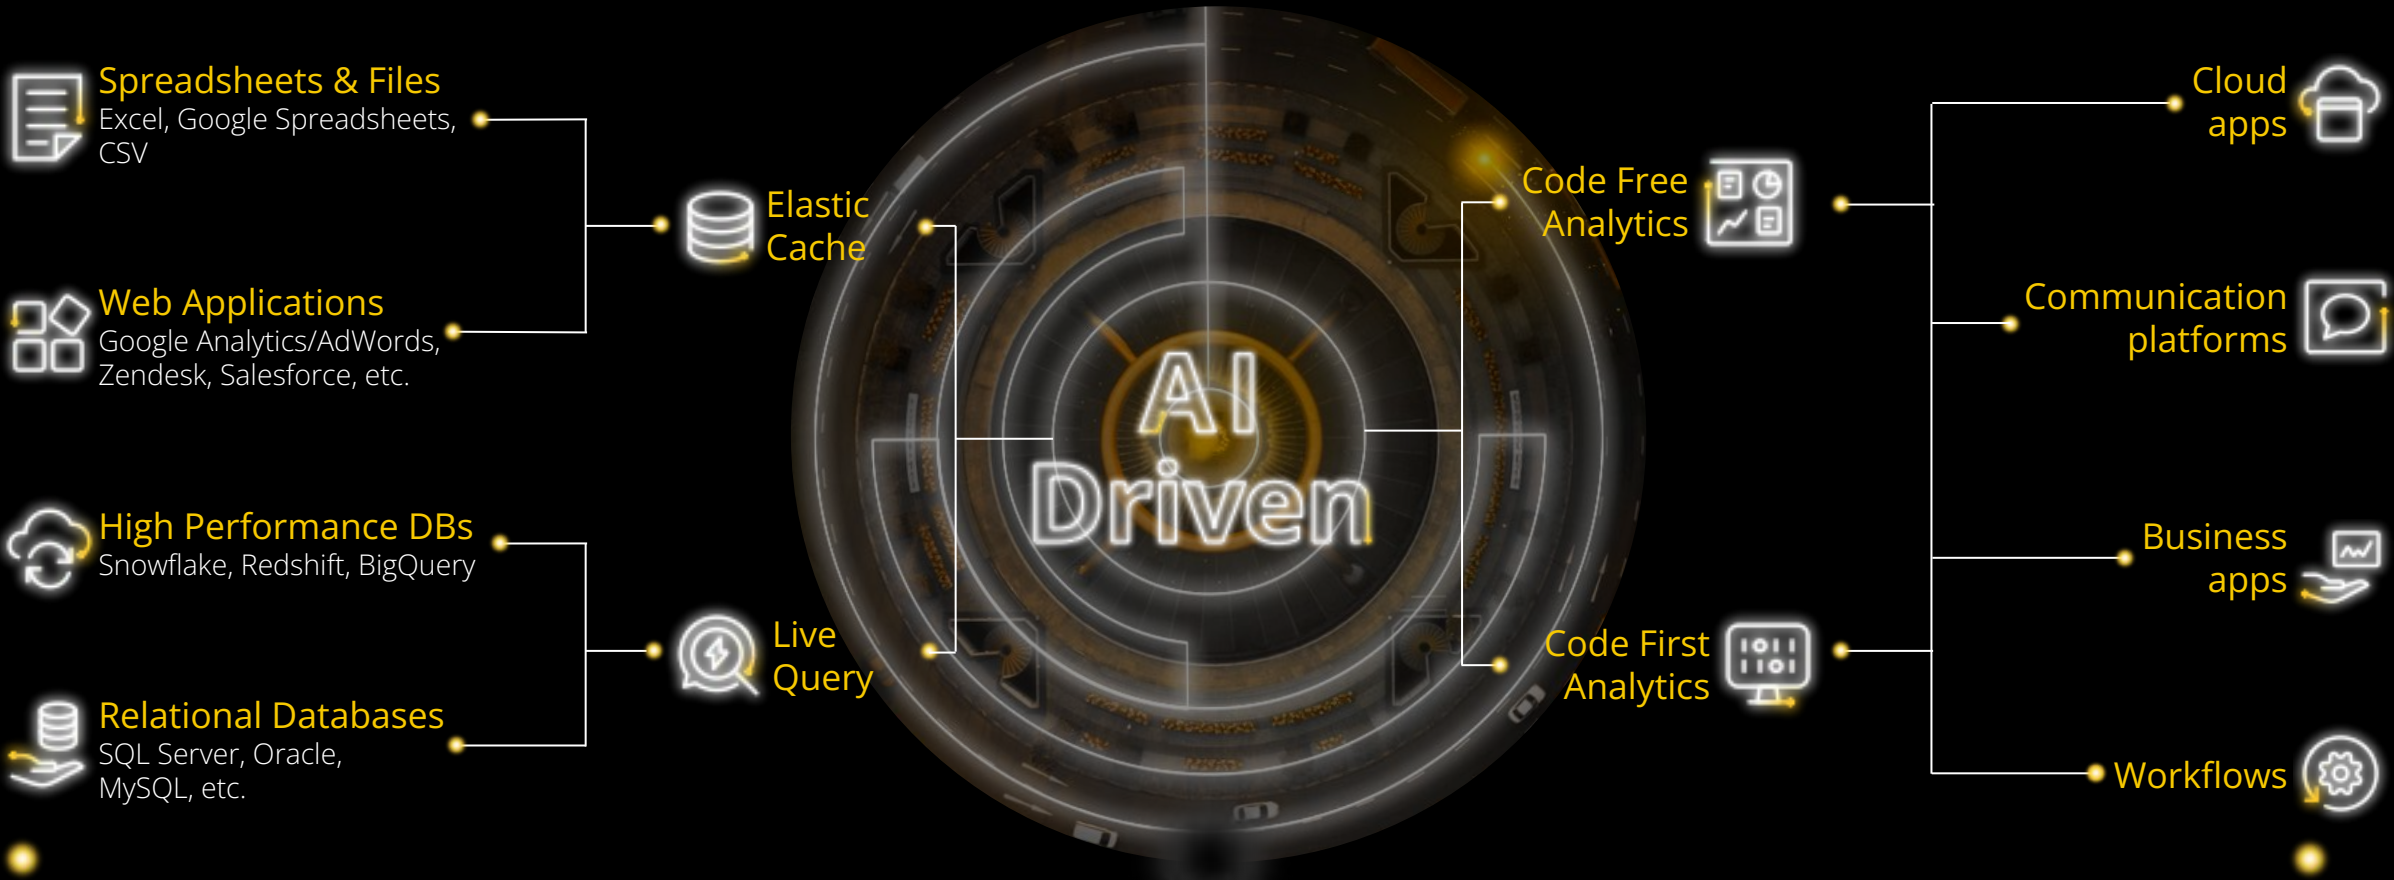 Spreadsheets & Files
Excel, Google Spreadsheets,
CSV
Web Applications
Google Analytics/AdWords,
Zendesk, Salesforce, etc.
High Performance DBs
Snowflake, Redshift, BigQuery
Relational Databases
SQL Server, Oracle,
MySQL, etc.
Elastic
Cache
Live
Query
AI
Driven
Code Free
Analytics
Code First
Analytics
1011
1101
Cloud
apps
Communication
platforms
Business
apps
Workflows